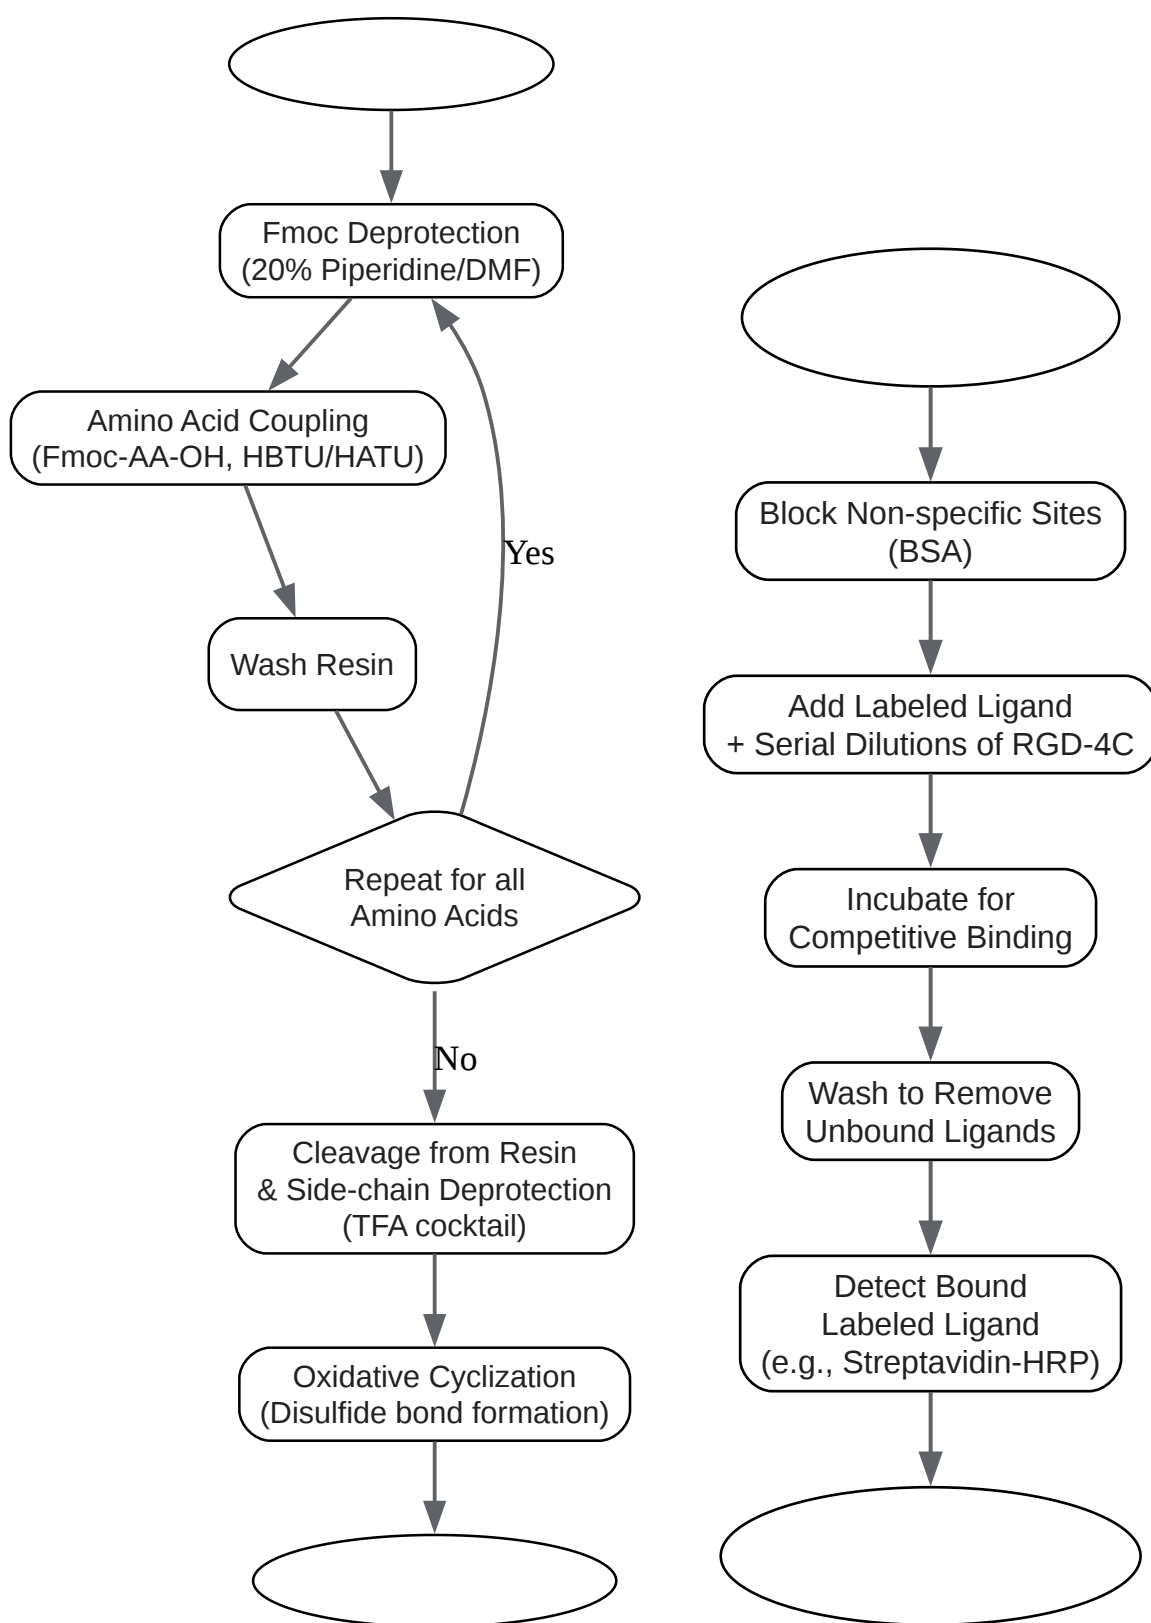 Fmoc Deprotection
(20% Piperidine/DMF)
Amino Acid Coupling
(Fmoc-AA-OH, HBTU/HATU)
Yes
Wash Resin
Repeat for all
Amino Acids
No
Cleavage from Resin
& Side-chain Deprotection
(TFA cocktail)
Oxidative Cyclization
(Disulfide bond formation)
Block Non-specific Sites
(BSA)
Add Labeled Ligand
+ Serial Dilutions of RGD-4C
Incubate for
Competitive Binding
Wash to Remove
Unbound Ligands
Detect Bound
Labeled Ligand
(e.g., Streptavidin-HRP)